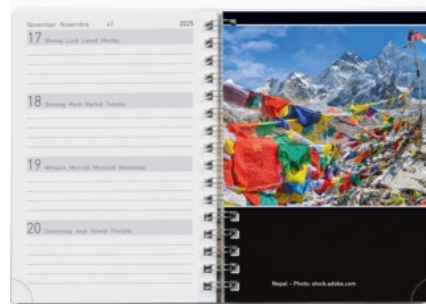 November Novembre 47 2025
17 Montag Lundi Lunedì Monday
18 Dienstag Mardi Martedì Tuesday
19 Mittwoch Mercredi Mercoledì Wednesday
20 Donnerstag Jeudi Giovedì Thursday
Nepal – Photo: stock.adobe.com